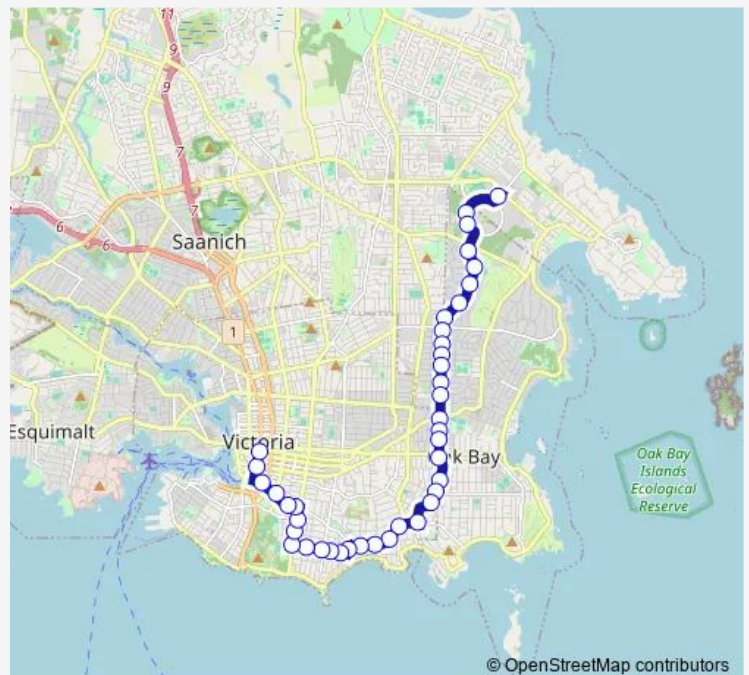 11
9
9
7
7
6
6
Saanich
1
Esquimalt
Victoria
k Bay
Oak Bay
Islands
Ecological
Reserve
© OpenStreetMap contributors